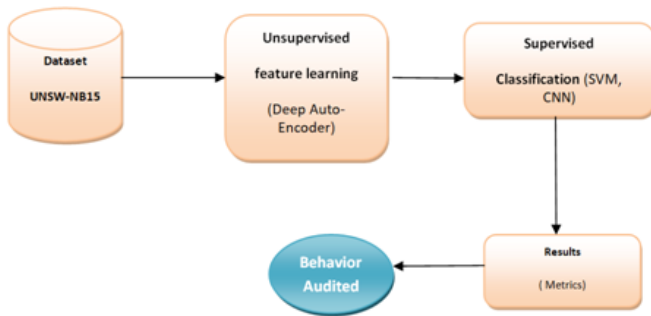 Dataset
UNSW-NB15
Unsupervised
feature learning
(Deep Auto-
Encoder)
Supervised
Classification (SVM,
CNN)
Results
( Metrics)
Behavior
Audited